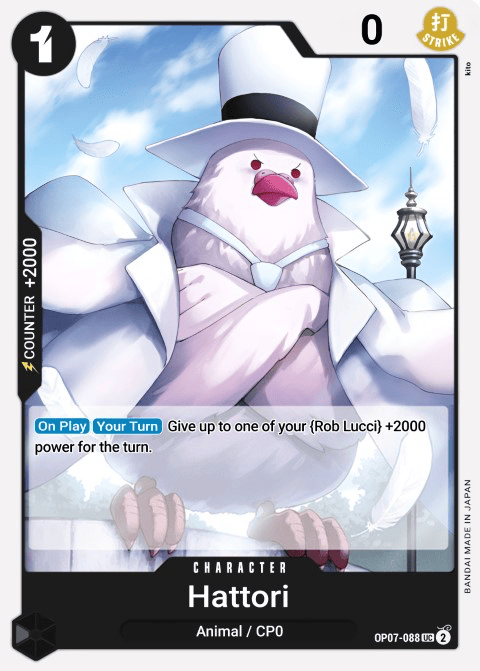 1
0
打
STRIKE
kito
COUNTER +2000
On Play Your Turn Give up to one of your {Rob Lucci} +2000
power for the turn.
BANDAI MADE IN JAPAN
CHARACTER
Hattori
Animal / CP0
OP07-088 UC 2